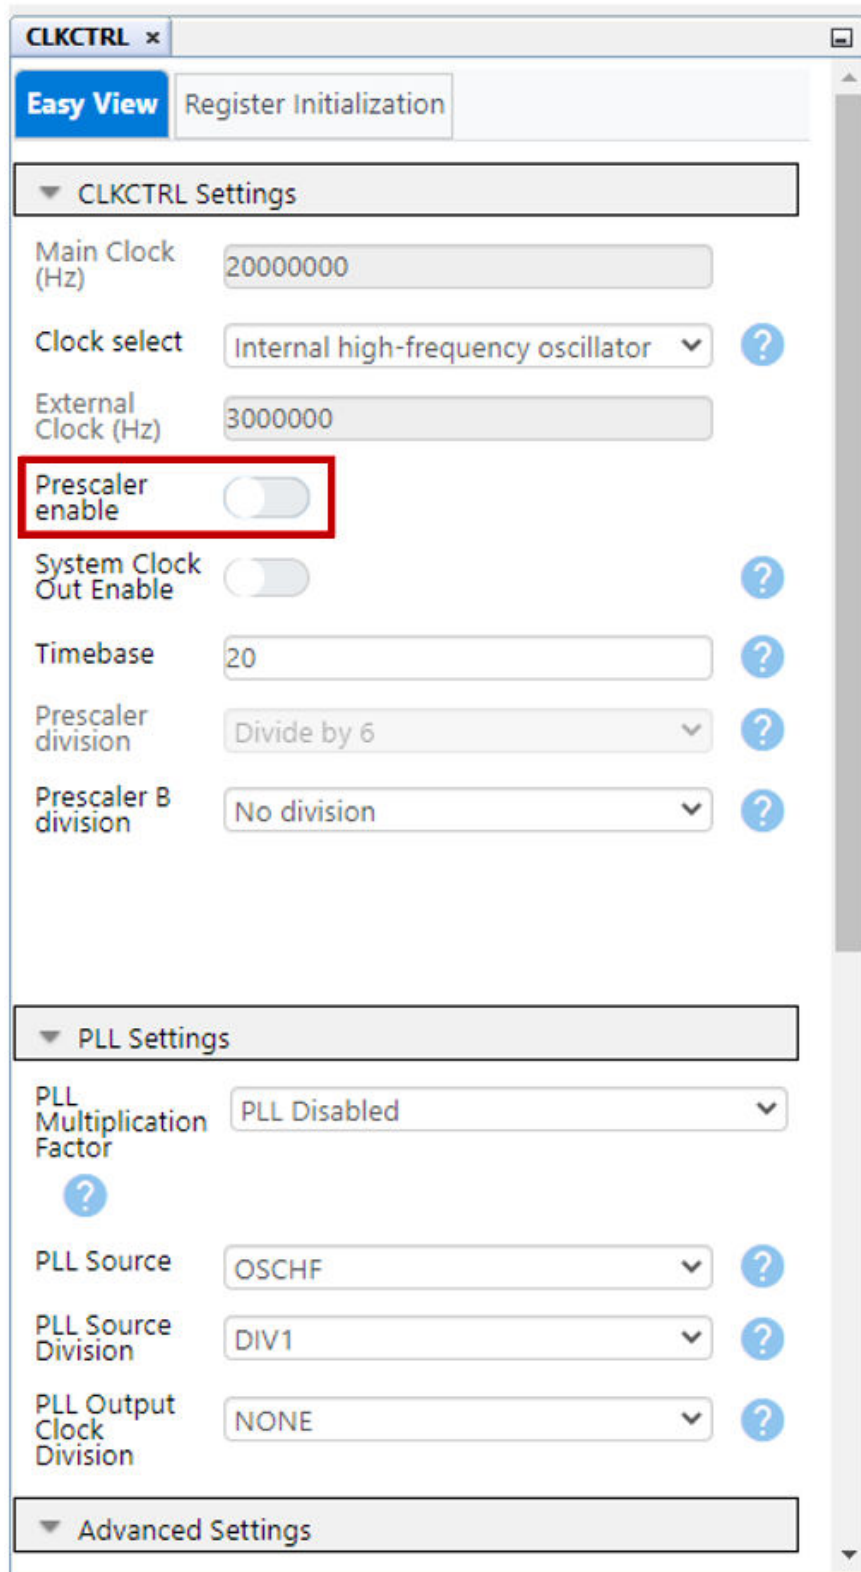 CLKCTRL ×
Easy View Register Initialization
CLKCTRL Settings
Main Clock
(Hz)
20000000
Clock select
Internal high-frequency oscillator
?
External
Clock (Hz)
3000000
Prescaler
enable
System Clock
Out Enable
?
Timebase
20
?
Prescaler
division
Divide by 6
?
Prescaler B
division
No division
?
PLL Settings
PLL
Multiplication
Factor
PLL Disabled
?
PLL Source
OSCHF
?
PLL Source
Division
DIV1
?
PLL Output
Clock
Division
NONE
?
Advanced Settings